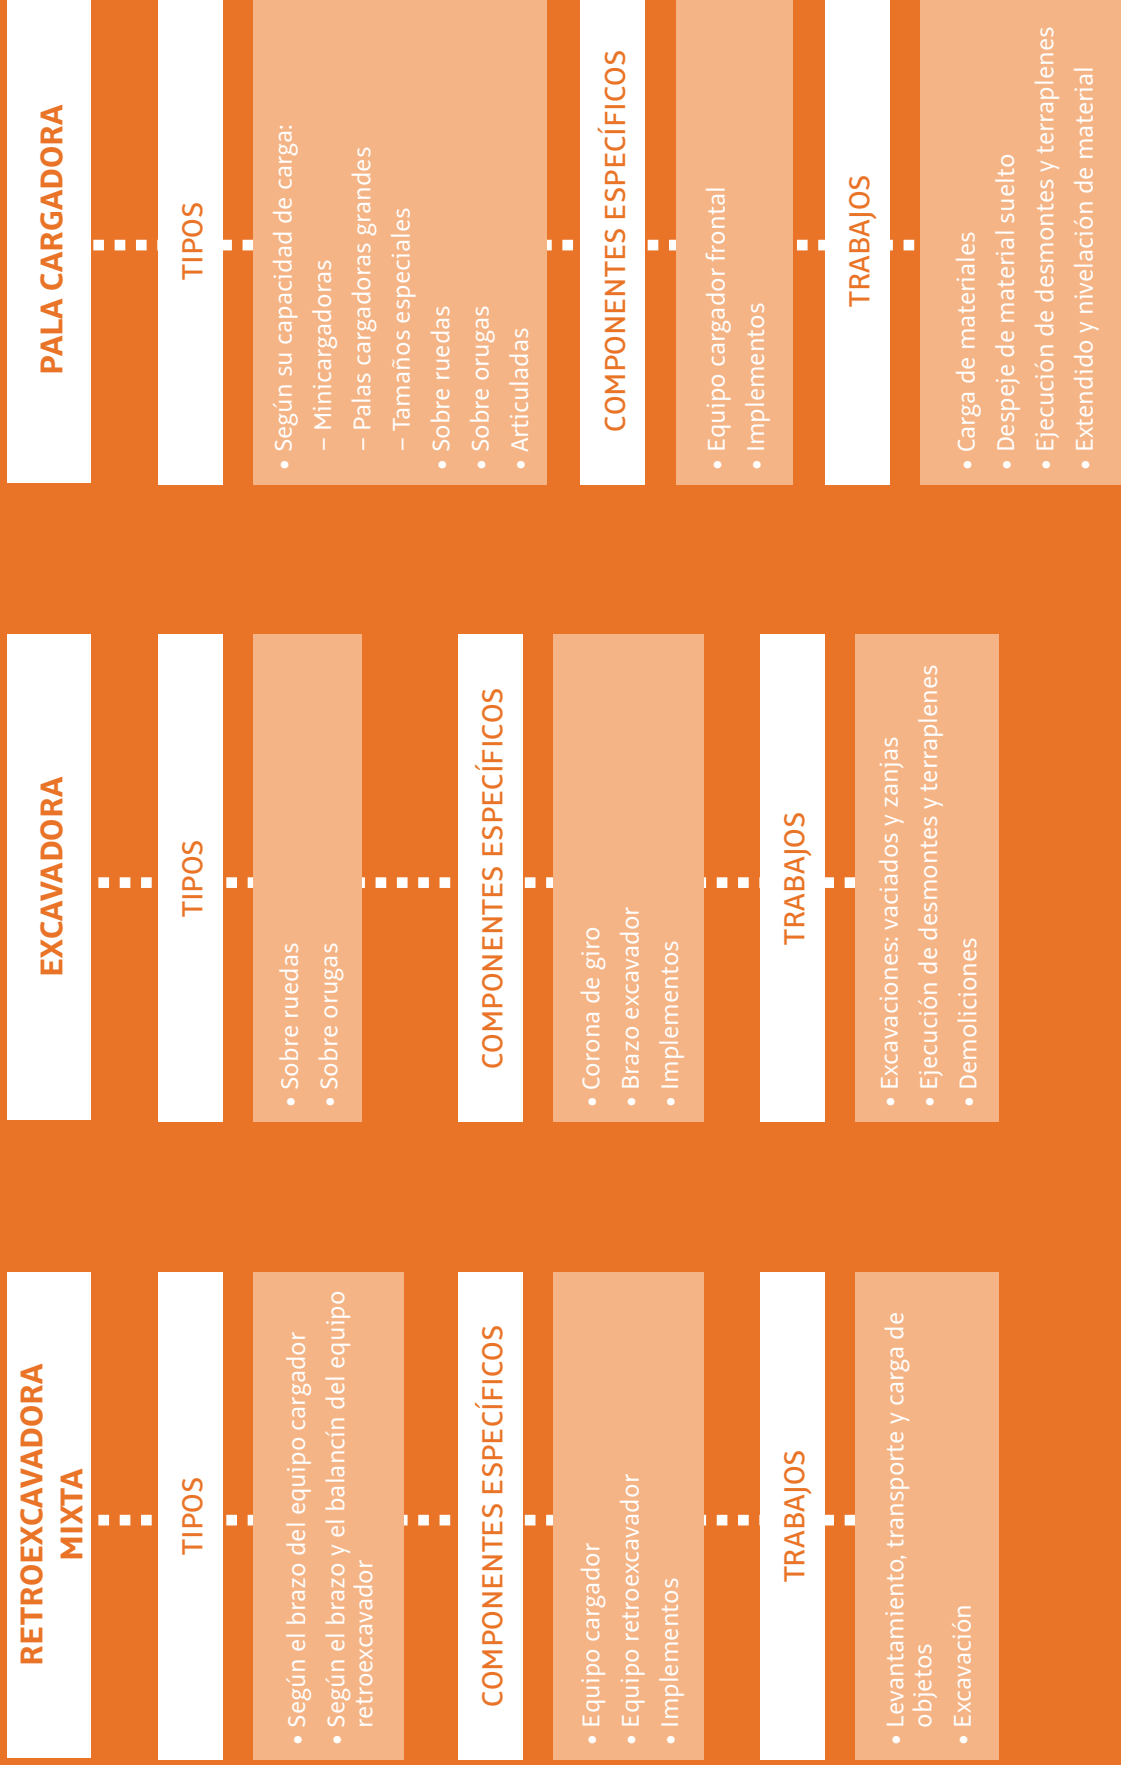 RETROEXCAVADORA
MIXTA
TIPOS
• Según el brazo del equipo cargador
• Según el brazo y el balancín del equipo
retroexcavador
COMPONENTES ESPECÍFICOS
• Equipo cargador
• Equipo retroexcavador
• Implementos
TRABAJOS
• Levantamiento, transporte y carga de
objetos
• Excavación
EXCAVADORA
TIPOS
• Sobre ruedas
• Sobre orugas
COMPONENTES ESPECÍFICOS
• Corona de giro
• Brazo excavador
• Implementos
TRABAJOS
• Excavaciones: vaciados y zanjas
• Ejecución de desmontes y terraplenes
• Demoliciones
PALA CARGADORA
TIPOS
• Según su capacidad de carga:
– Minicargadoras
– Palas cargadoras grandes
– Tamaños especiales
• Sobre ruedas
• Sobre orugas
• Articuladas
COMPONENTES ESPECÍFICOS
• Equipo cargador frontal
• Implementos
TRABAJOS
• Carga de materiales
• Despeje de material suelto
• Ejecución de desmontes y terraplenes
• Extendido y nivelación de material